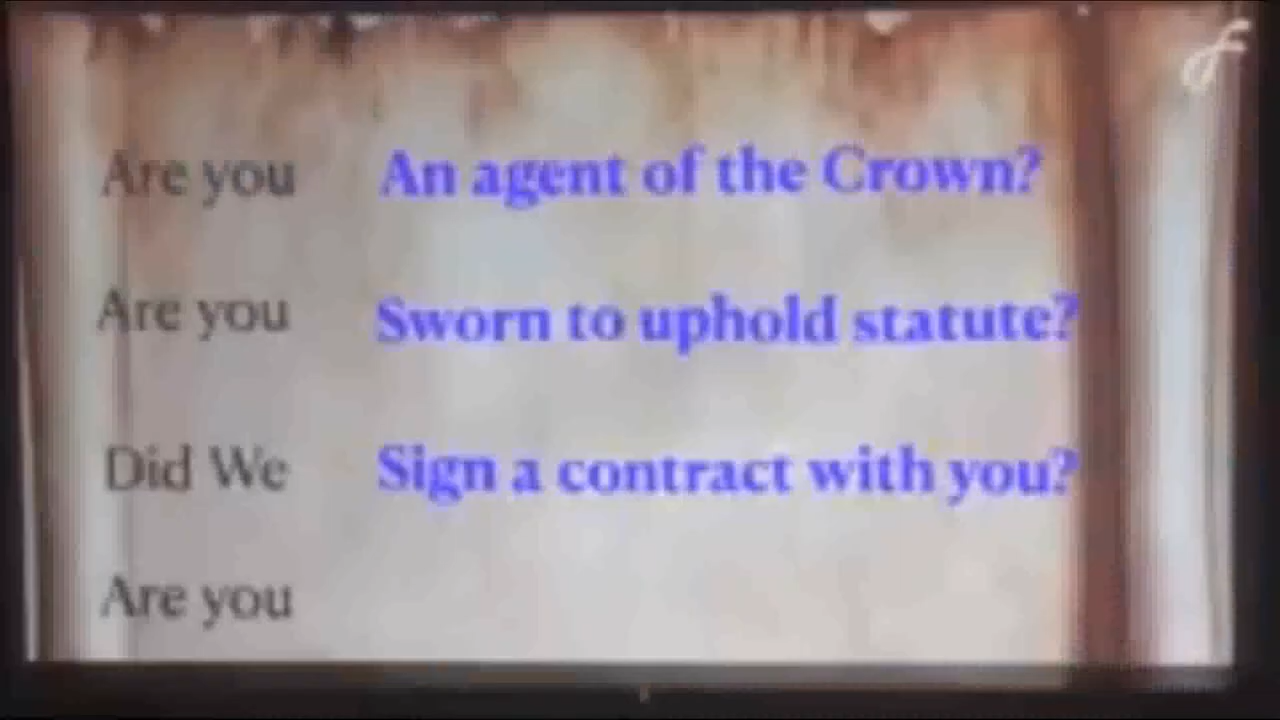 Are you An agent of the Crown?
Are you Sworn to uphold statute?
Did We Sign a contract with you?
Are you